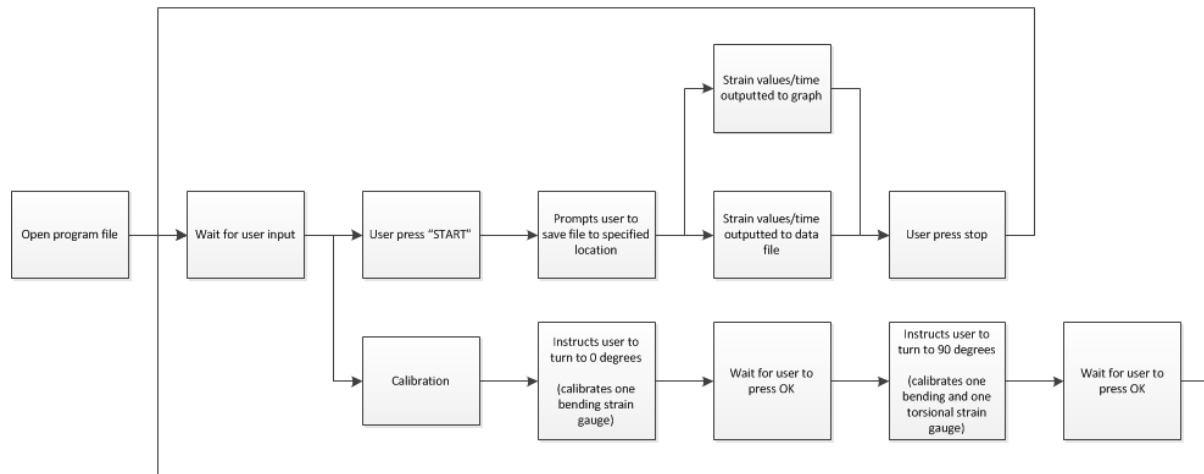 Strain values/time
outputted to graph
Open program file
Wait for user input
User press “START”
Prompts user to
save file to specified
location
Strain values/time
outputted to data
file
User press stop
Calibration
Instructs user to
turn to 0 degrees
(calibrates one
bending strain
gauge)
Wait for user to
press OK
Instructs user to
turn to 90 degrees
(calibrates one
bending and one
torsional strain
gauge)
Wait for user to
press OK